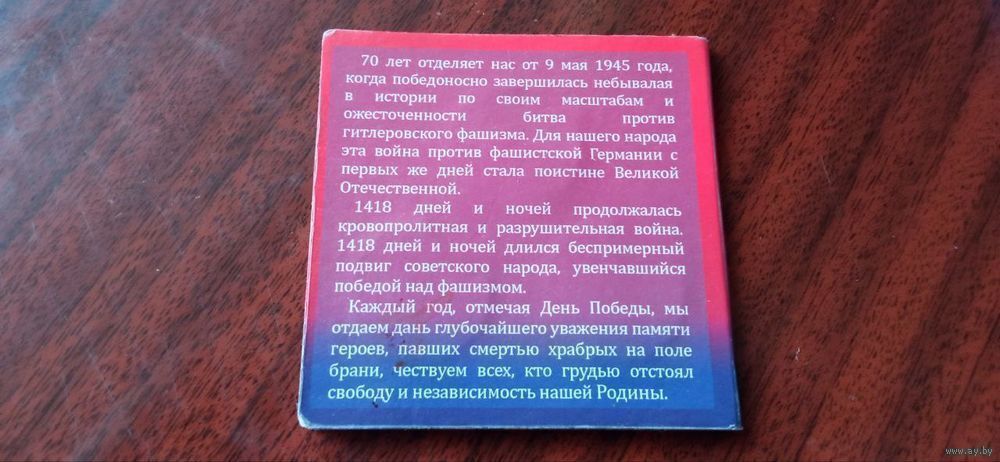 70 лет отделяет нас от 9 мая 1945 года,
когда победоносно завершилась небывалая
в истории по своим масштабам и
ожесточенности битва против
гитлеровского фашизма. Для нашего народа
эта война против фашистской Германии с
первых же дней стала поистине Великой
Отечественной.
1418 дней и ночей продолжалась
кровопролитная и разрушительная война.
1418 дней и ночей длился беспримерный
подвиг советского народа, увенчавшийся
победой над фашизмом.
Каждый год, отмечая День Победы, мы
отдаем дань глубочайшего уважения памяти
героев, павших смертью храбрых на поле
брани, чествуем всех, кто грудью отстоял
свободу и независимость нашей Родины.
www.ay.by